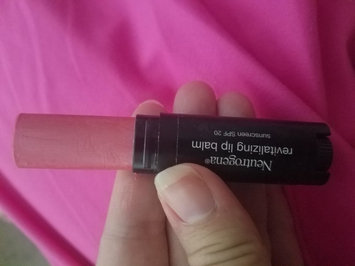 Neutrogena®
revitalizing lip balm
sunscreen SPF 20